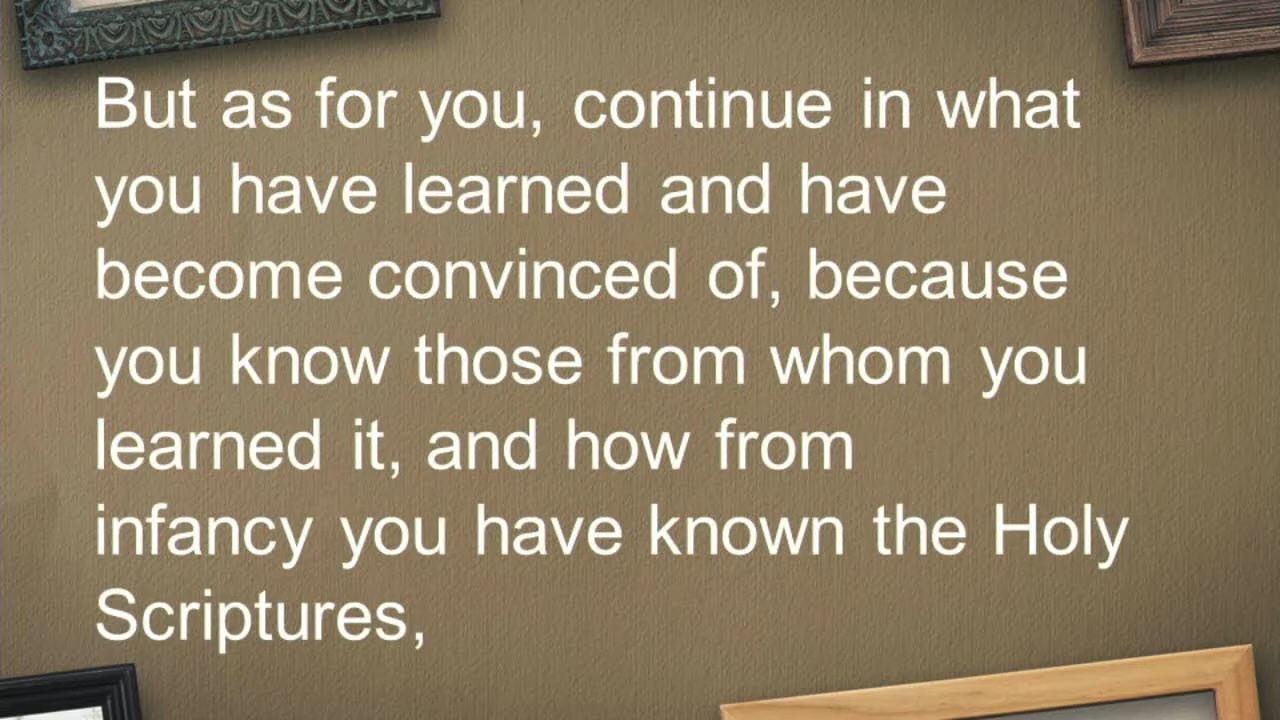 But as for you, continue in what
you have learned and have
become convinced of, because
you know those from whom you
learned it, and how from
infancy you have known the Holy
Scriptures,